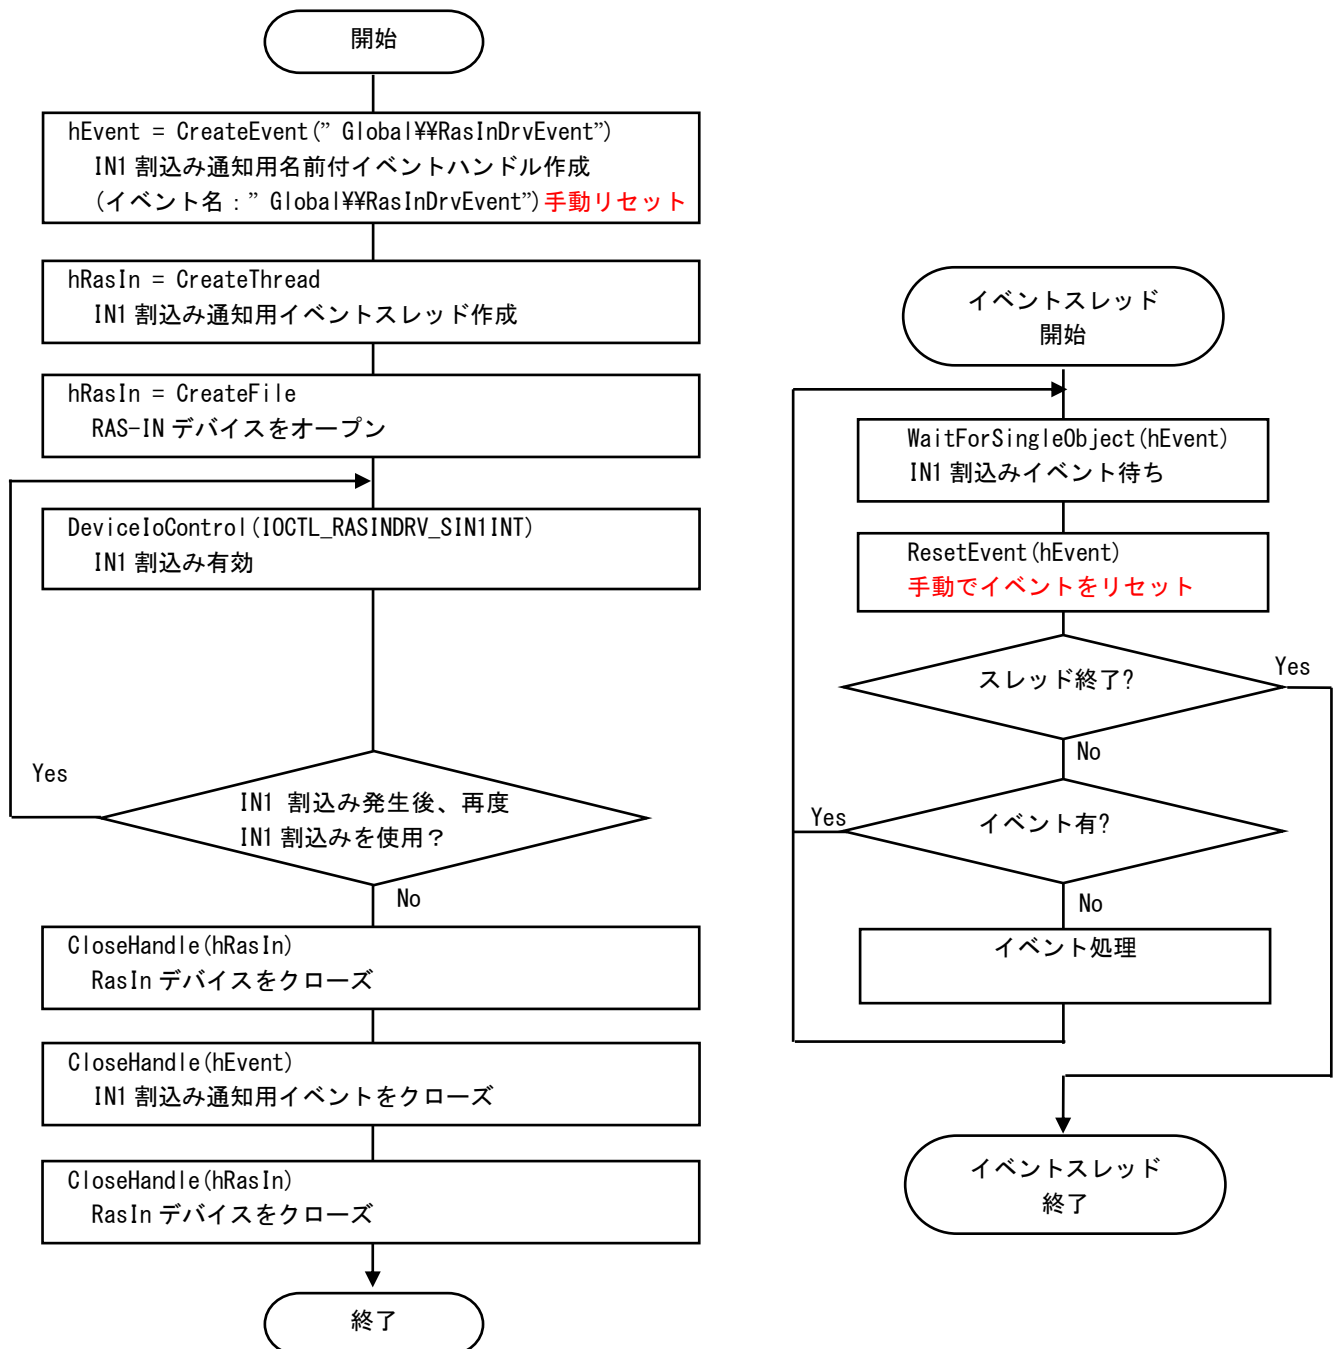 開始
hEvent = CreateEvent(” Global¥¥RasInDrvEvent”)
IN1 割込み通知用名前付イベントハンドル作成
(イベント名：” Global¥¥RasInDrvEvent”)手動リセット
hRasIn = CreateThread
IN1 割込み通知用イベントスレッド作成
hRasIn = CreateFile
RAS-IN デバイスをオープン
DeviceIoControl(IOCTL_RASINDRV_SIN1INT)
IN1 割込み有効
Yes
IN1 割込み発生後、再度
IN1 割込みを使用？
No
CloseHandle(hRasIn)
RasIn デバイスをクローズ
CloseHandle(hEvent)
IN1 割込み通知用イベントをクローズ
CloseHandle(hRasIn)
RasIn デバイスをクローズ
終了
イベントスレッド
開始
WaitForSingleObject(hEvent)
IN1 割込みイベント待ち
ResetEvent(hEvent)
手動でイベントをリセット
スレッド終了?
Yes
No
イベント有?
Yes
No
イベント処理
イベントスレッド
終了